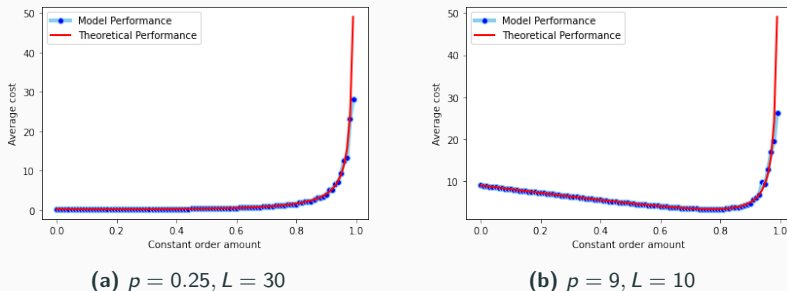 Model Performance
Theoretical Performance
50
40
30
20
10
0
Average cost
0.0 0.2 0.4 0.6 0.8 1.0
Constant order amount
(a) p = 0.25, L = 30
Model Performance
Theoretical Performance
50
40
30
20
10
Average cost
0.0 0.2 0.4 0.6 0.8 1.0
Constant order amount
(b) p = 9, L = 10